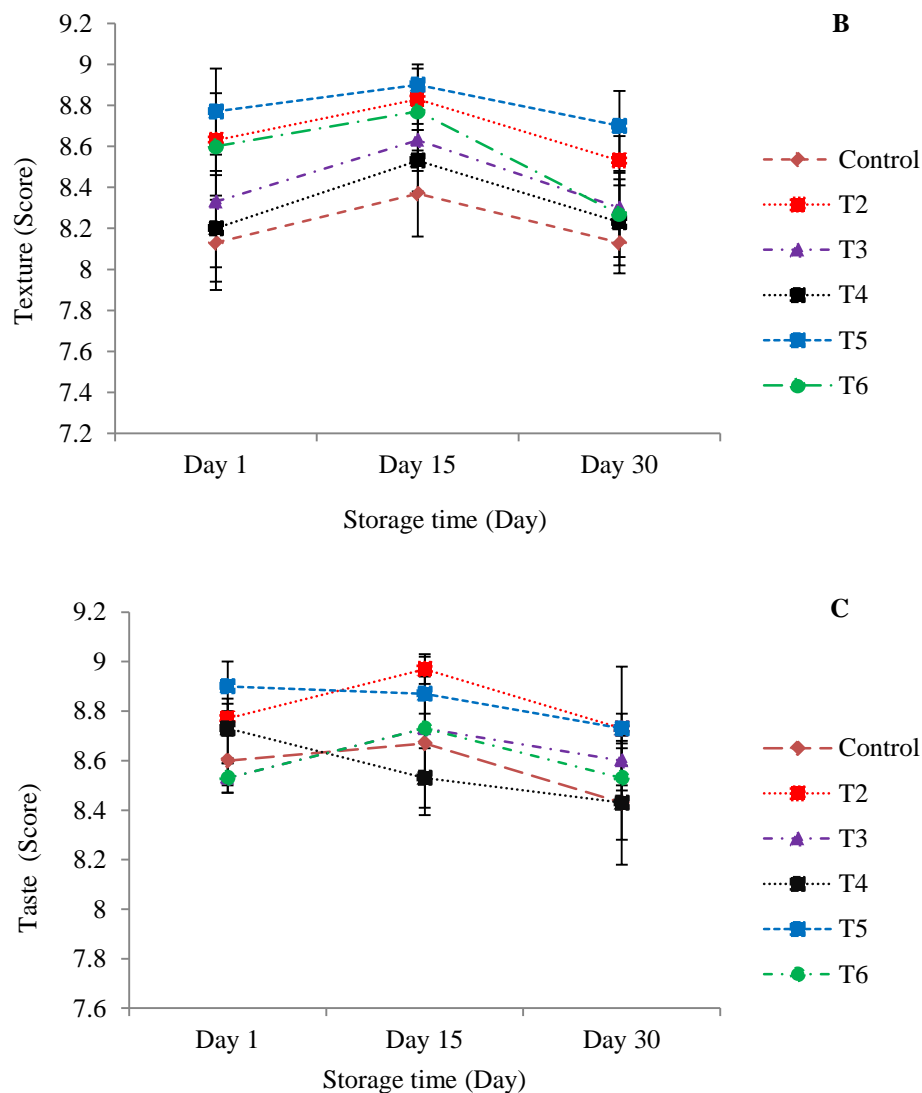 B
9.2
9
8.8
8.6
8.4
8.2
8
7.8
7.6
7.4
7.2
Texture (Score)
Day 1 Day 15 Day 30
Storage time (Day)
Control
T2
T3
T4
T5
T6
C
9.2
9
8.8
8.6
8.4
8.2
8
7.8
7.6
Taste (Score)
Day 1 Day 15 Day 30
Storage time (Day)
Control
T2
T3
T4
T5
T6